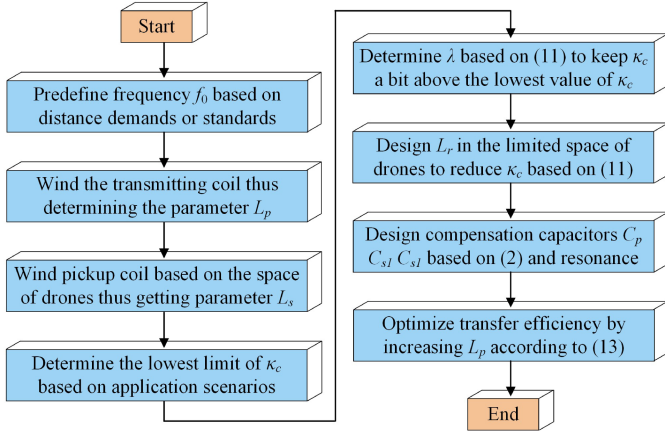 Start
Predefine frequency f₀ based on
distance demands or standards
Wind the transmitting coil thus
determining the parameter Lₚ
Wind pickup coil based on the space
of drones thus getting parameter Lₛ
Determine the lowest limit of κ_c
based on application scenarios
Determine λ based on (11) to keep κ_c
a bit above the lowest value of κ_c
Design Lᵣ in the limited space of
drones to reduce κ_c based on (11)
Design compensation capacitors Cₚ
Cₛ₁ Cₛ₁ based on (2) and resonance
Optimize transfer efficiency by
increasing Lₚ according to (13)
End